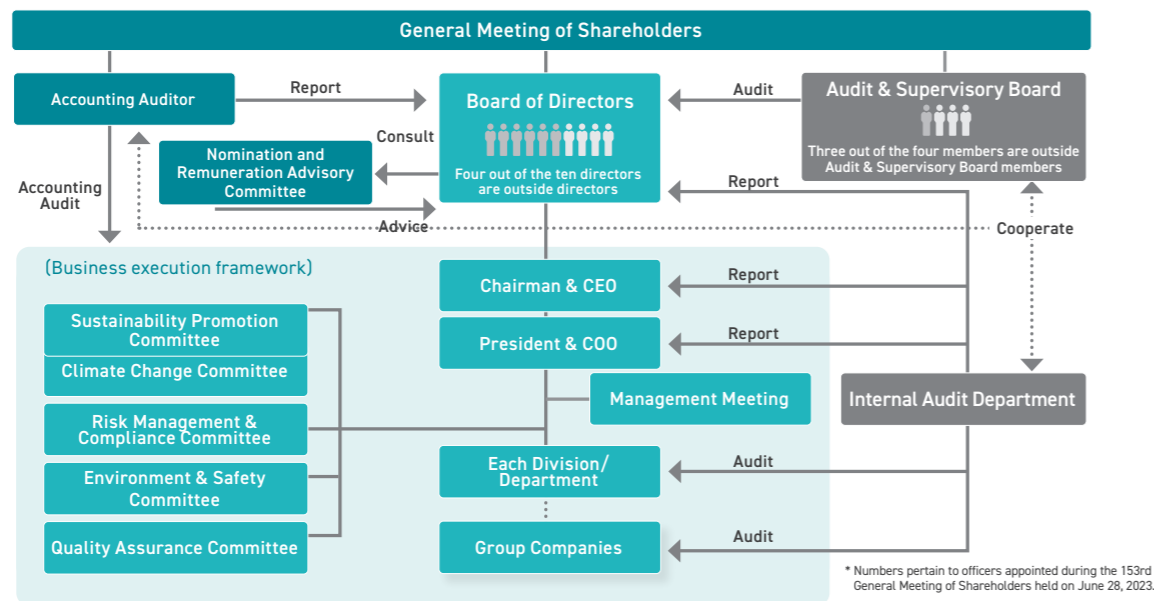 General Meeting of Shareholders
Accounting Auditor
Report
Board of Directors
Four out of the ten directors
are outside directors
Audit
Audit & Supervisory Board
Three out of the four members are outside
Audit & Supervisory Board members
Consult
Nomination and
Remuneration Advisory
Committee
Advice
Accounting
Audit
Report
Cooperate
(Business execution framework)
Chairman & CEO
Report
President & COO
Report
Sustainability Promotion
Committee
Climate Change Committee
Risk Management &
Compliance Committee
Environment & Safety
Committee
Quality Assurance Committee
Management Meeting
Internal Audit Department
Each Division/
Department
Audit
Group Companies
Audit
* Numbers pertain to officers appointed during the 153rd
General Meeting of Shareholders held on June 28, 2023.